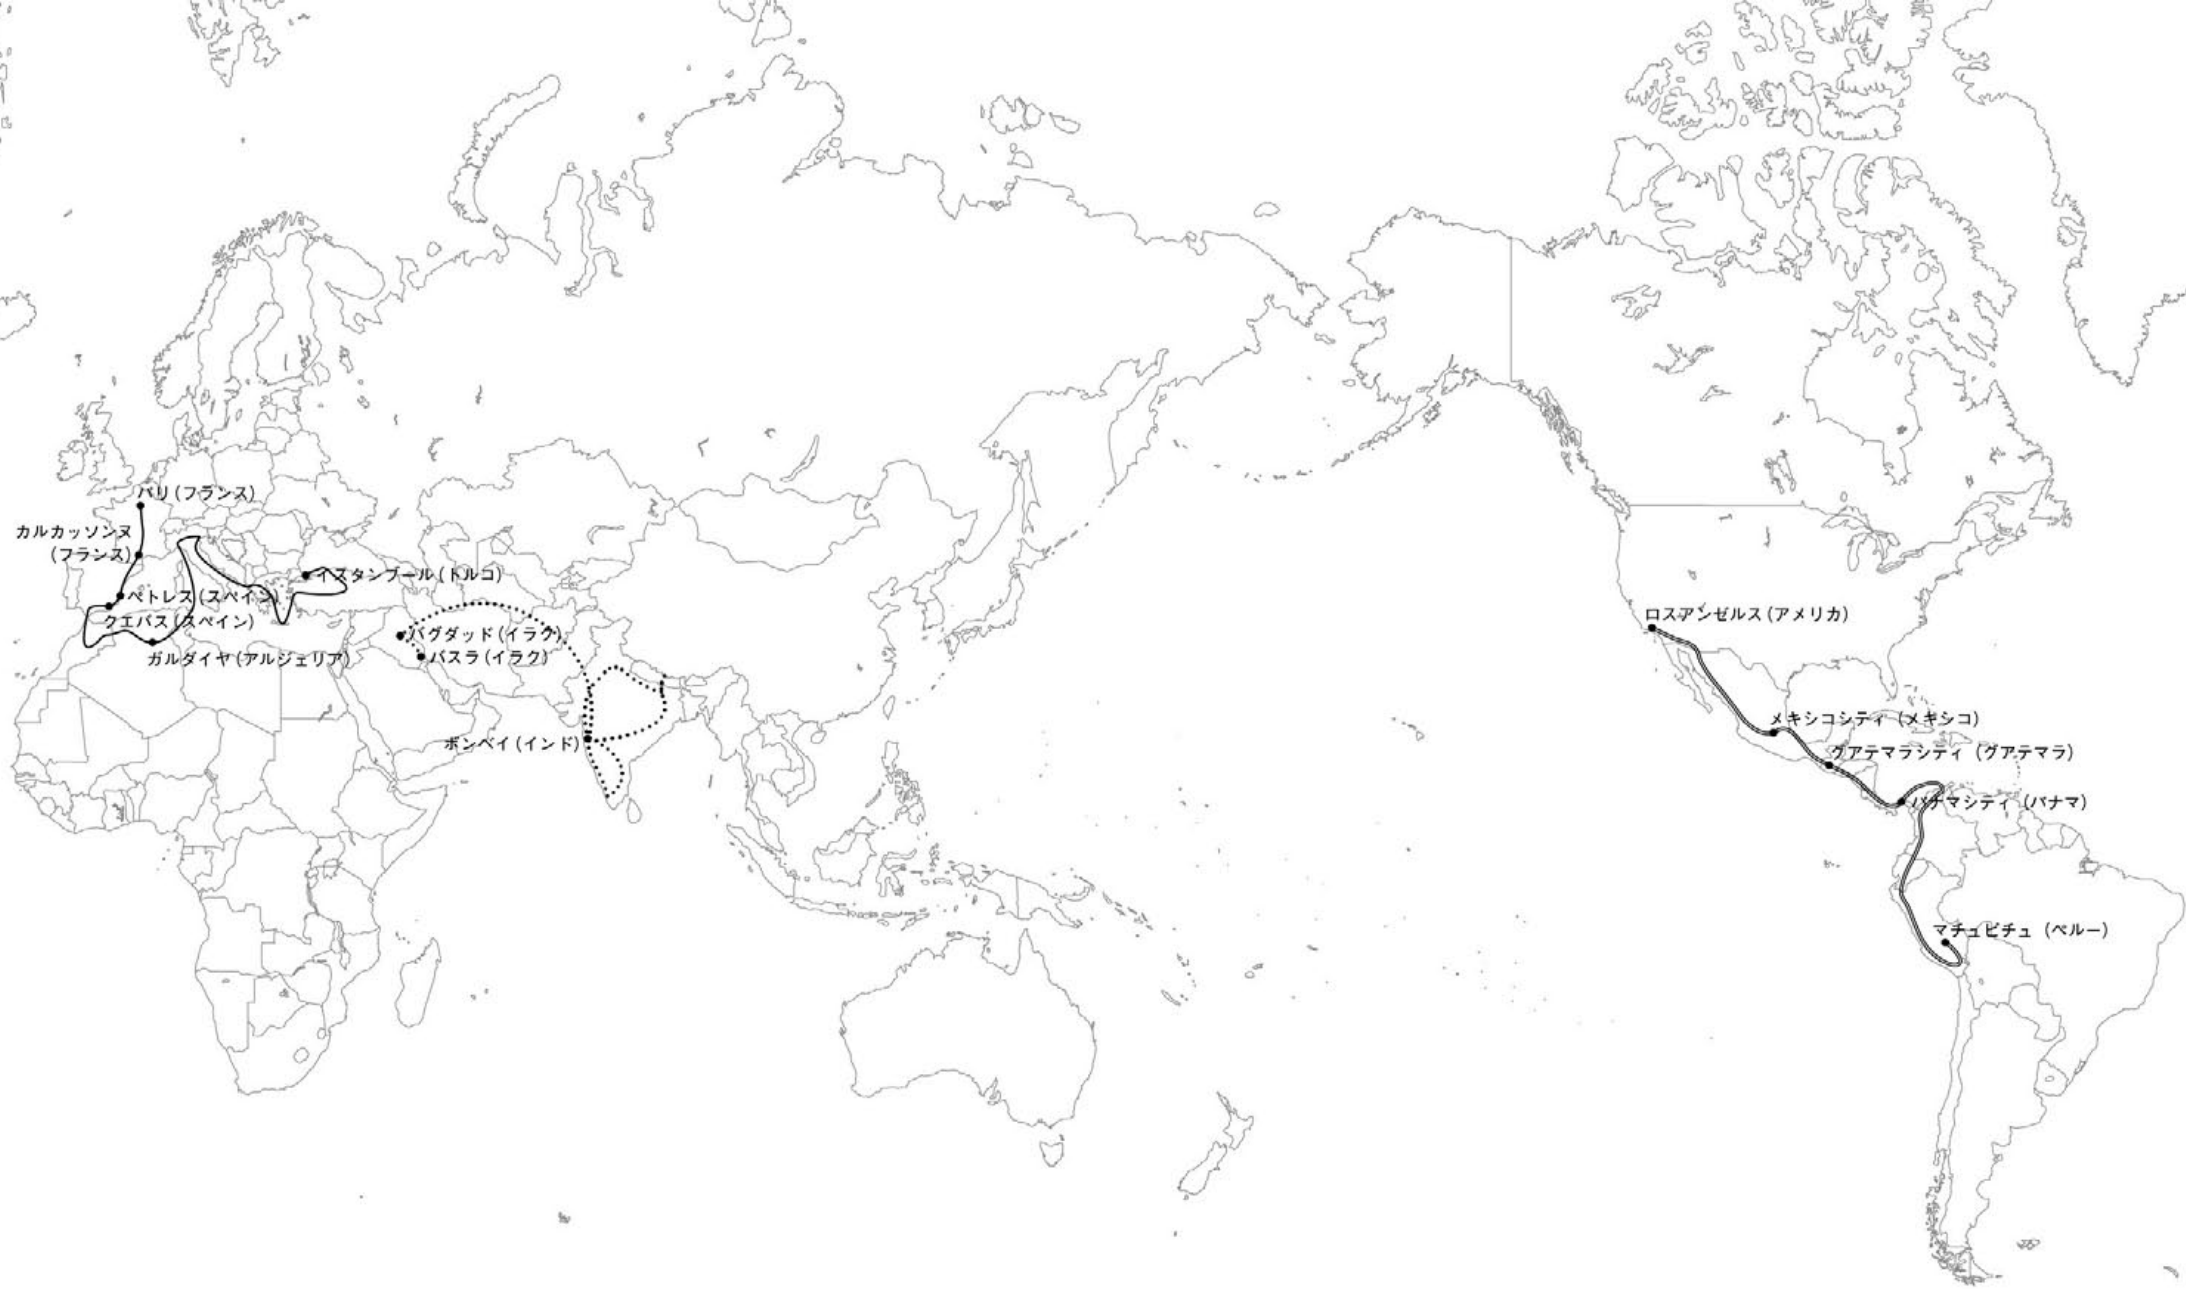 パリ(フランス)
カルカッソンヌ
(フランス)
イスタンブール(トルコ)
ペトレス(スペイン)
クエバス(スペイン)
ガルダイヤ(アルジェリア)
バグダッド(イラク)
バスラ(イラク)
ボンベイ(インド)
ロスアンゼルス(アメリカ)
メキシコシティ(メキシコ)
グアテマラシティ(グアテマラ)
パナマシティ(パナマ)
マチュピチュ(ペルー)